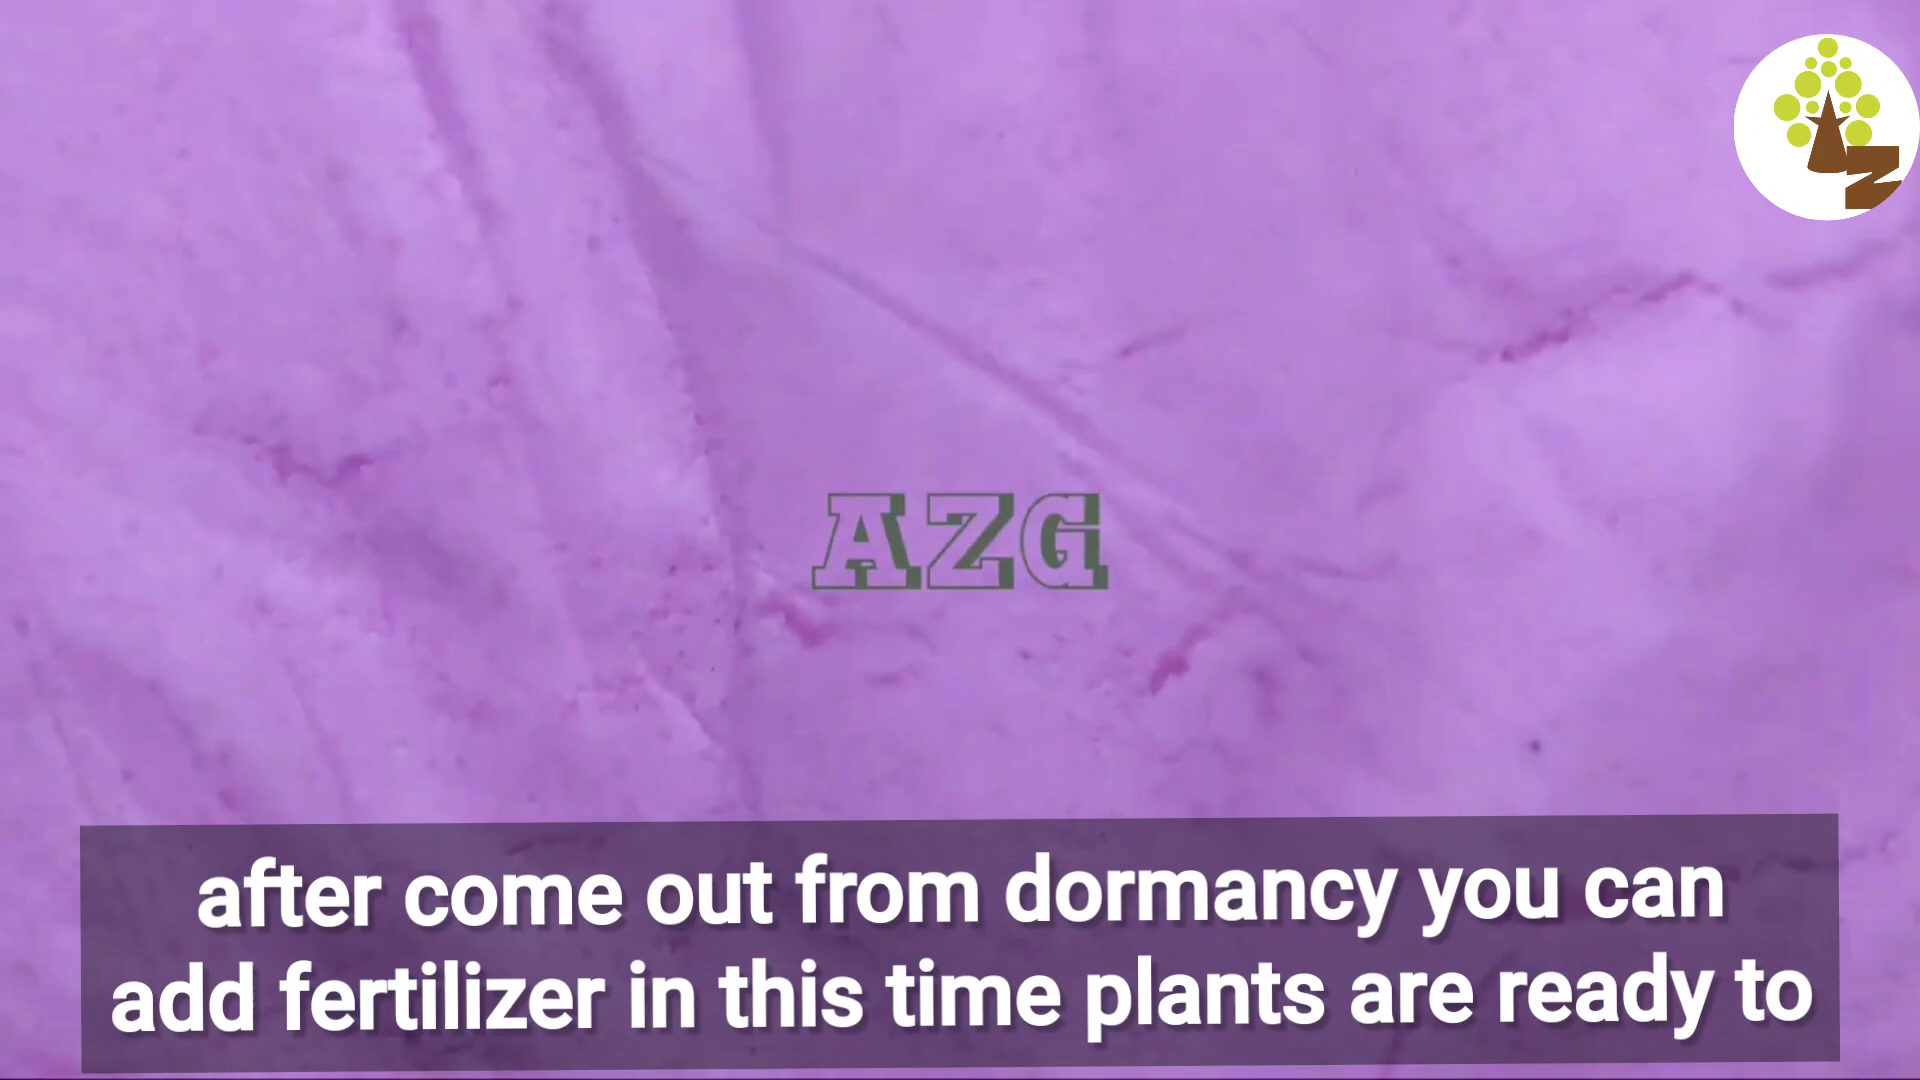 AZG
after come out from dormancy you can
add fertilizer in this time plants are ready to